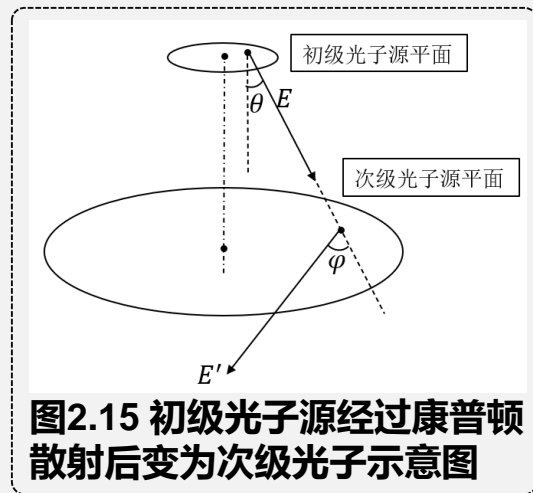 初级光子源平面
θ E
次级光子源平面
φ
E′
图2.15 初级光子源经过康普顿
散射后变为次级光子示意图